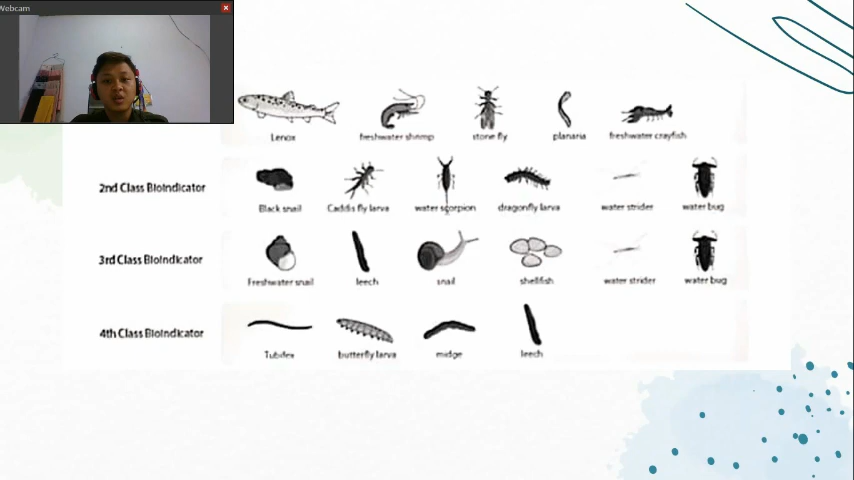 Webcam
Lenox freshwater shrimp stone fly planaria freshwater crayfish
2nd Class BioIndicator
Black snail Caddis fly larva water scorpion dragonfly larva water strider water bug
3rd Class BioIndicator
Freshwater snail leech snail shellfish water strider water bug
4th Class BioIndicator
Tubifex butterfly larva midge leech